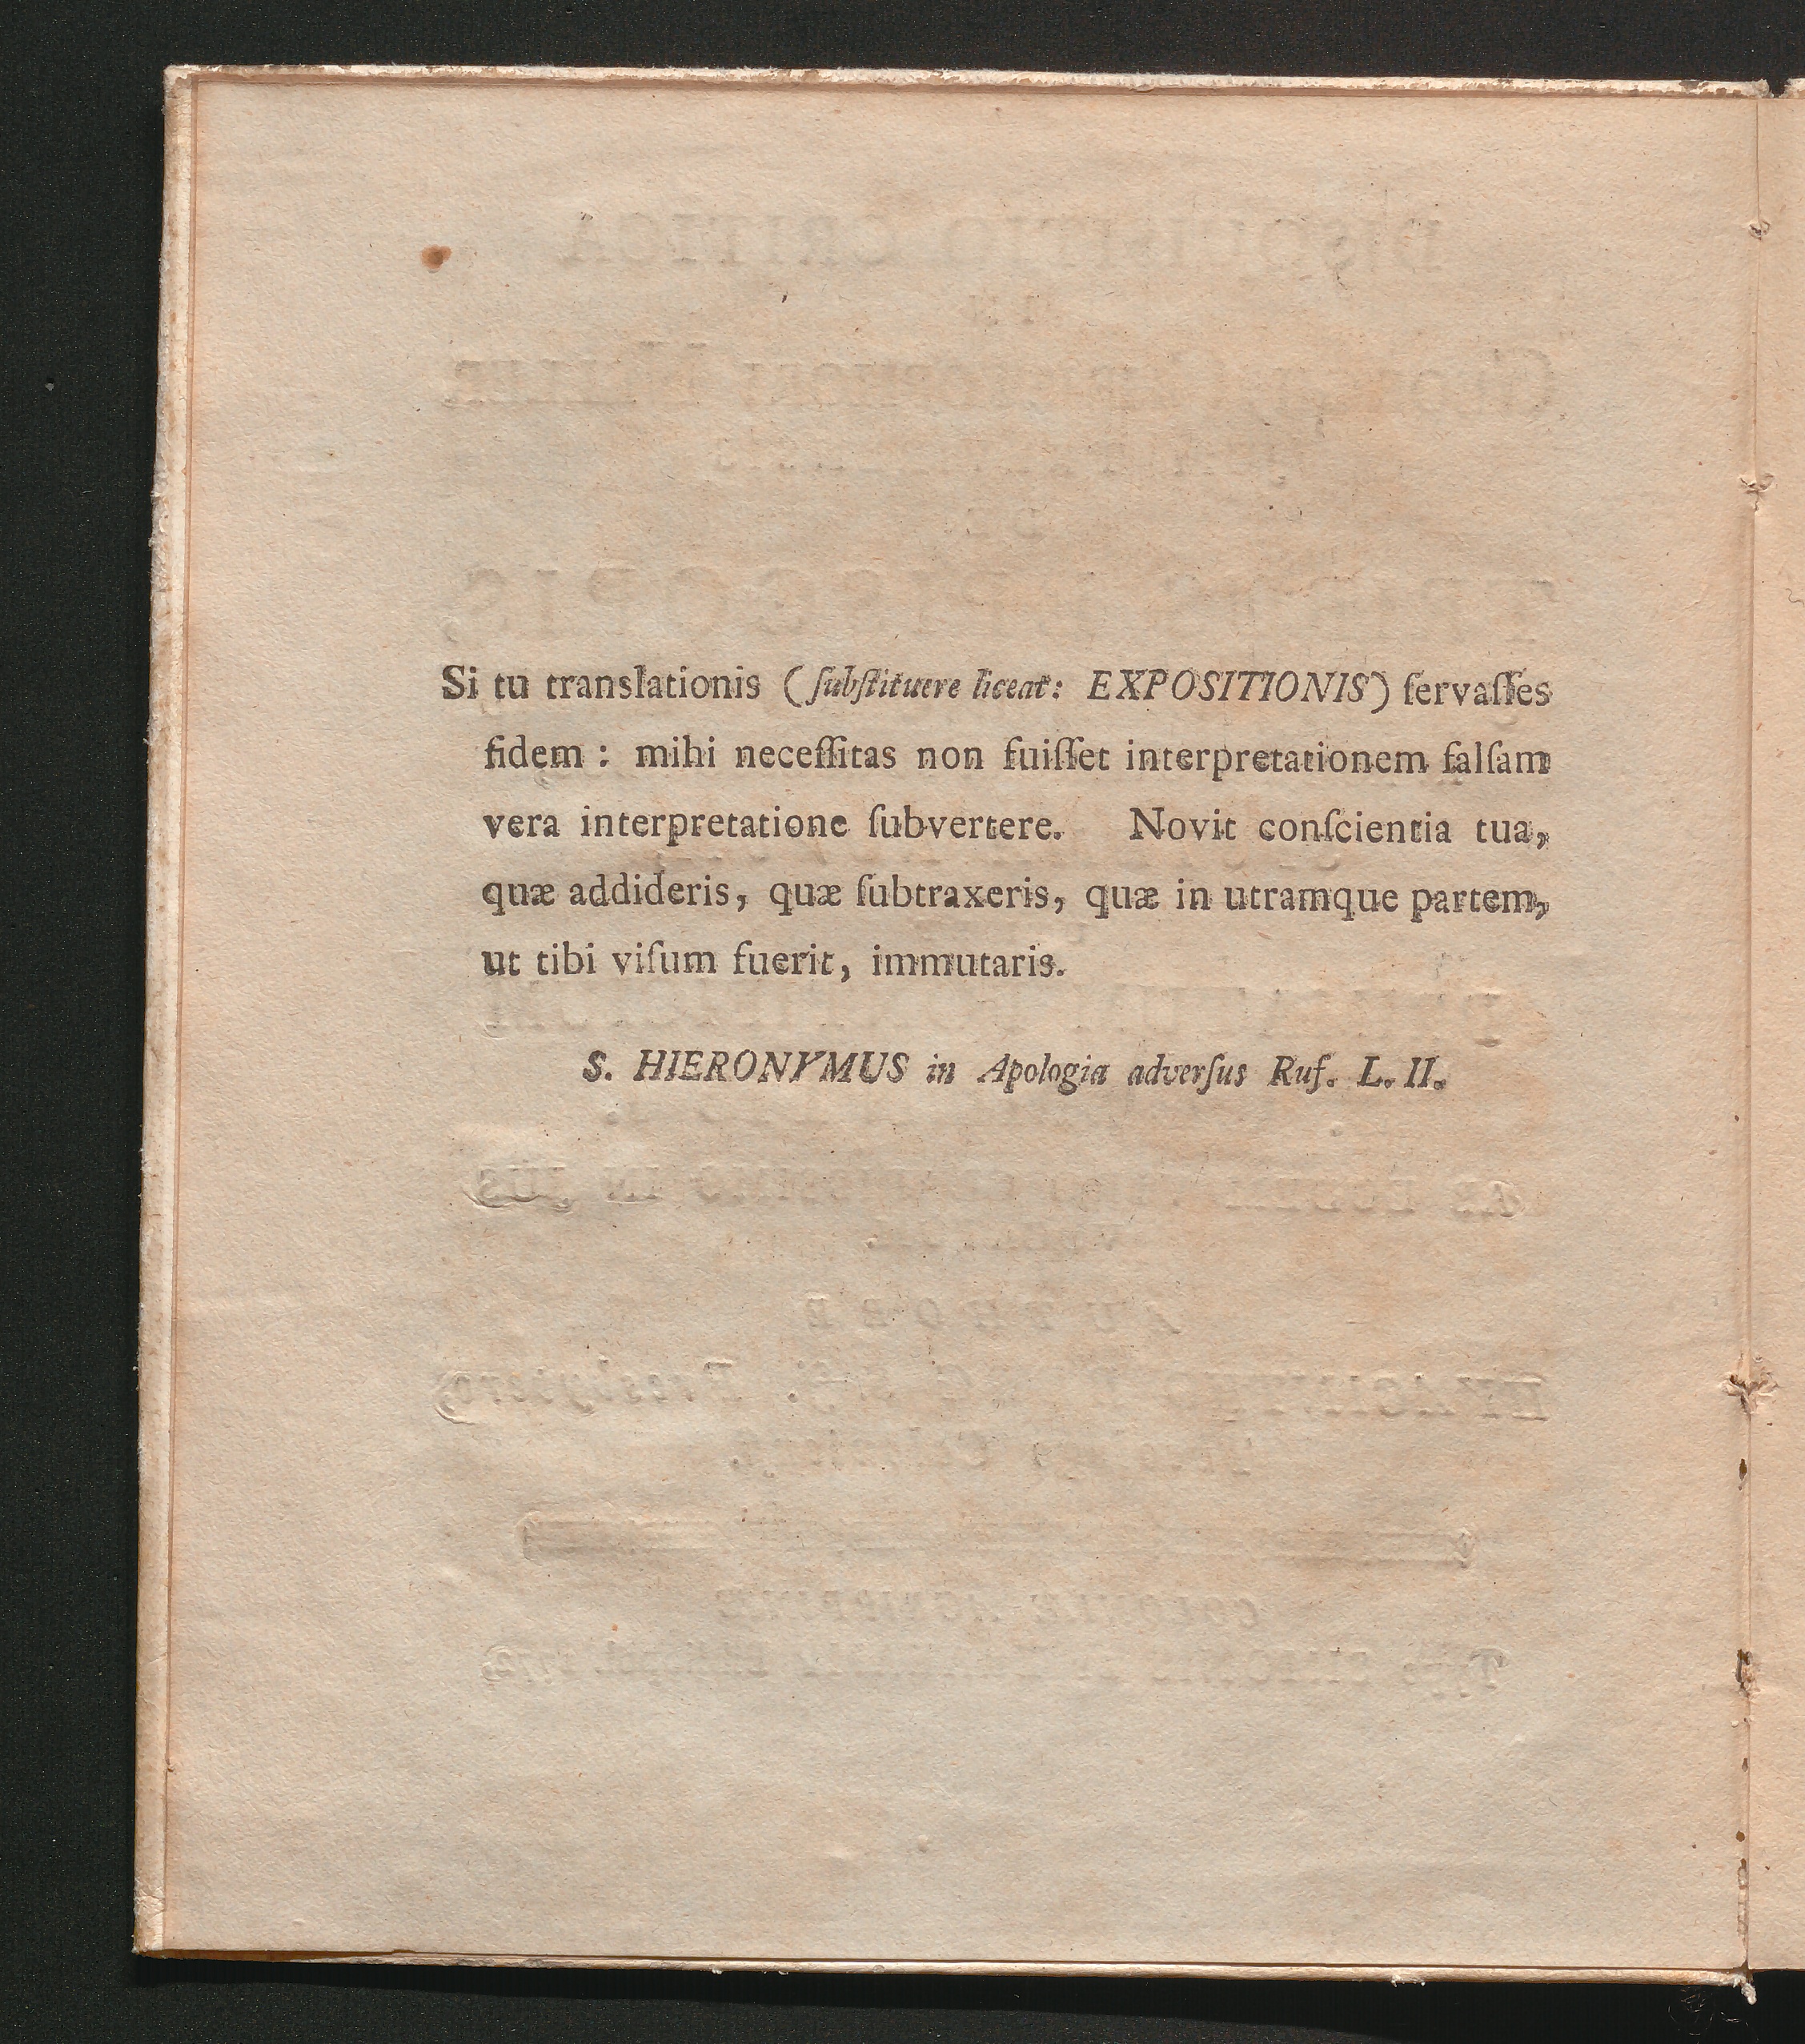 Si tu translationis (ſubſtituere liceat: EXPOSITIONIS) ſervaſſes
fidem : mihi neceſſitas non fuiſſet interpretationem falſam
vera interpretatione ſubvertere. Novit conſcientia tua,
quæ addideris, quæ ſubtraxeris, quæ in utramque partem,
ut tibi viſum fuerit, immutaris.
S. HIERONYMUS in Apologia adverſus Ruf. L. II.